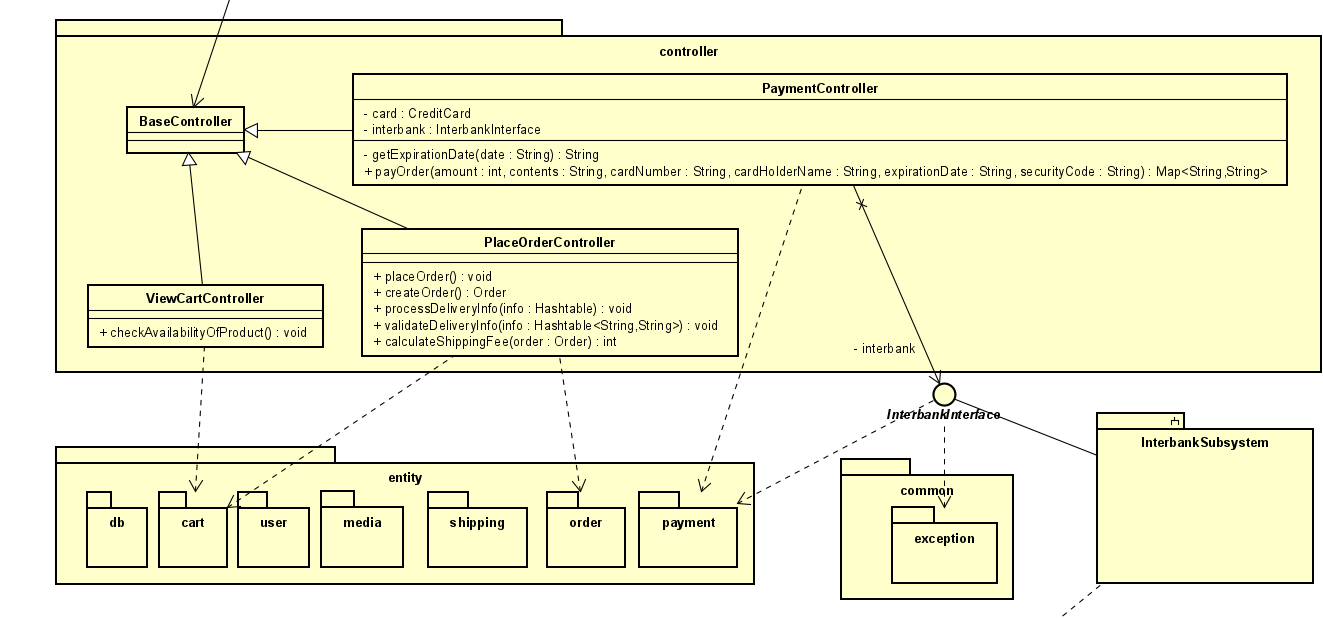 controller
PaymentController
- card : CreditCard
- interbank : InterbankInterface
- getExpirationDate(date : String) : String
+ payOrder(amount : int, contents : String, cardNumber : String, cardHolderName : String, expirationDate : String, securityCode : String) : Map<String,String>
BaseController
PlaceOrderController
+ placeOrder() : void
+ createOrder() : Order
+ processDeliveryInfo(info : Hashtable) : void
+ validateDeliveryInfo(info : Hashtable<String,String>) : void
+ calculateShippingFee(order : Order) : int
ViewCartController
+ checkAvailabilityOfProduct() : void
- interbank
InterbankInterface
InterbankSubsystem
entity
db
cart
user
media
shipping
order
payment
common
exception